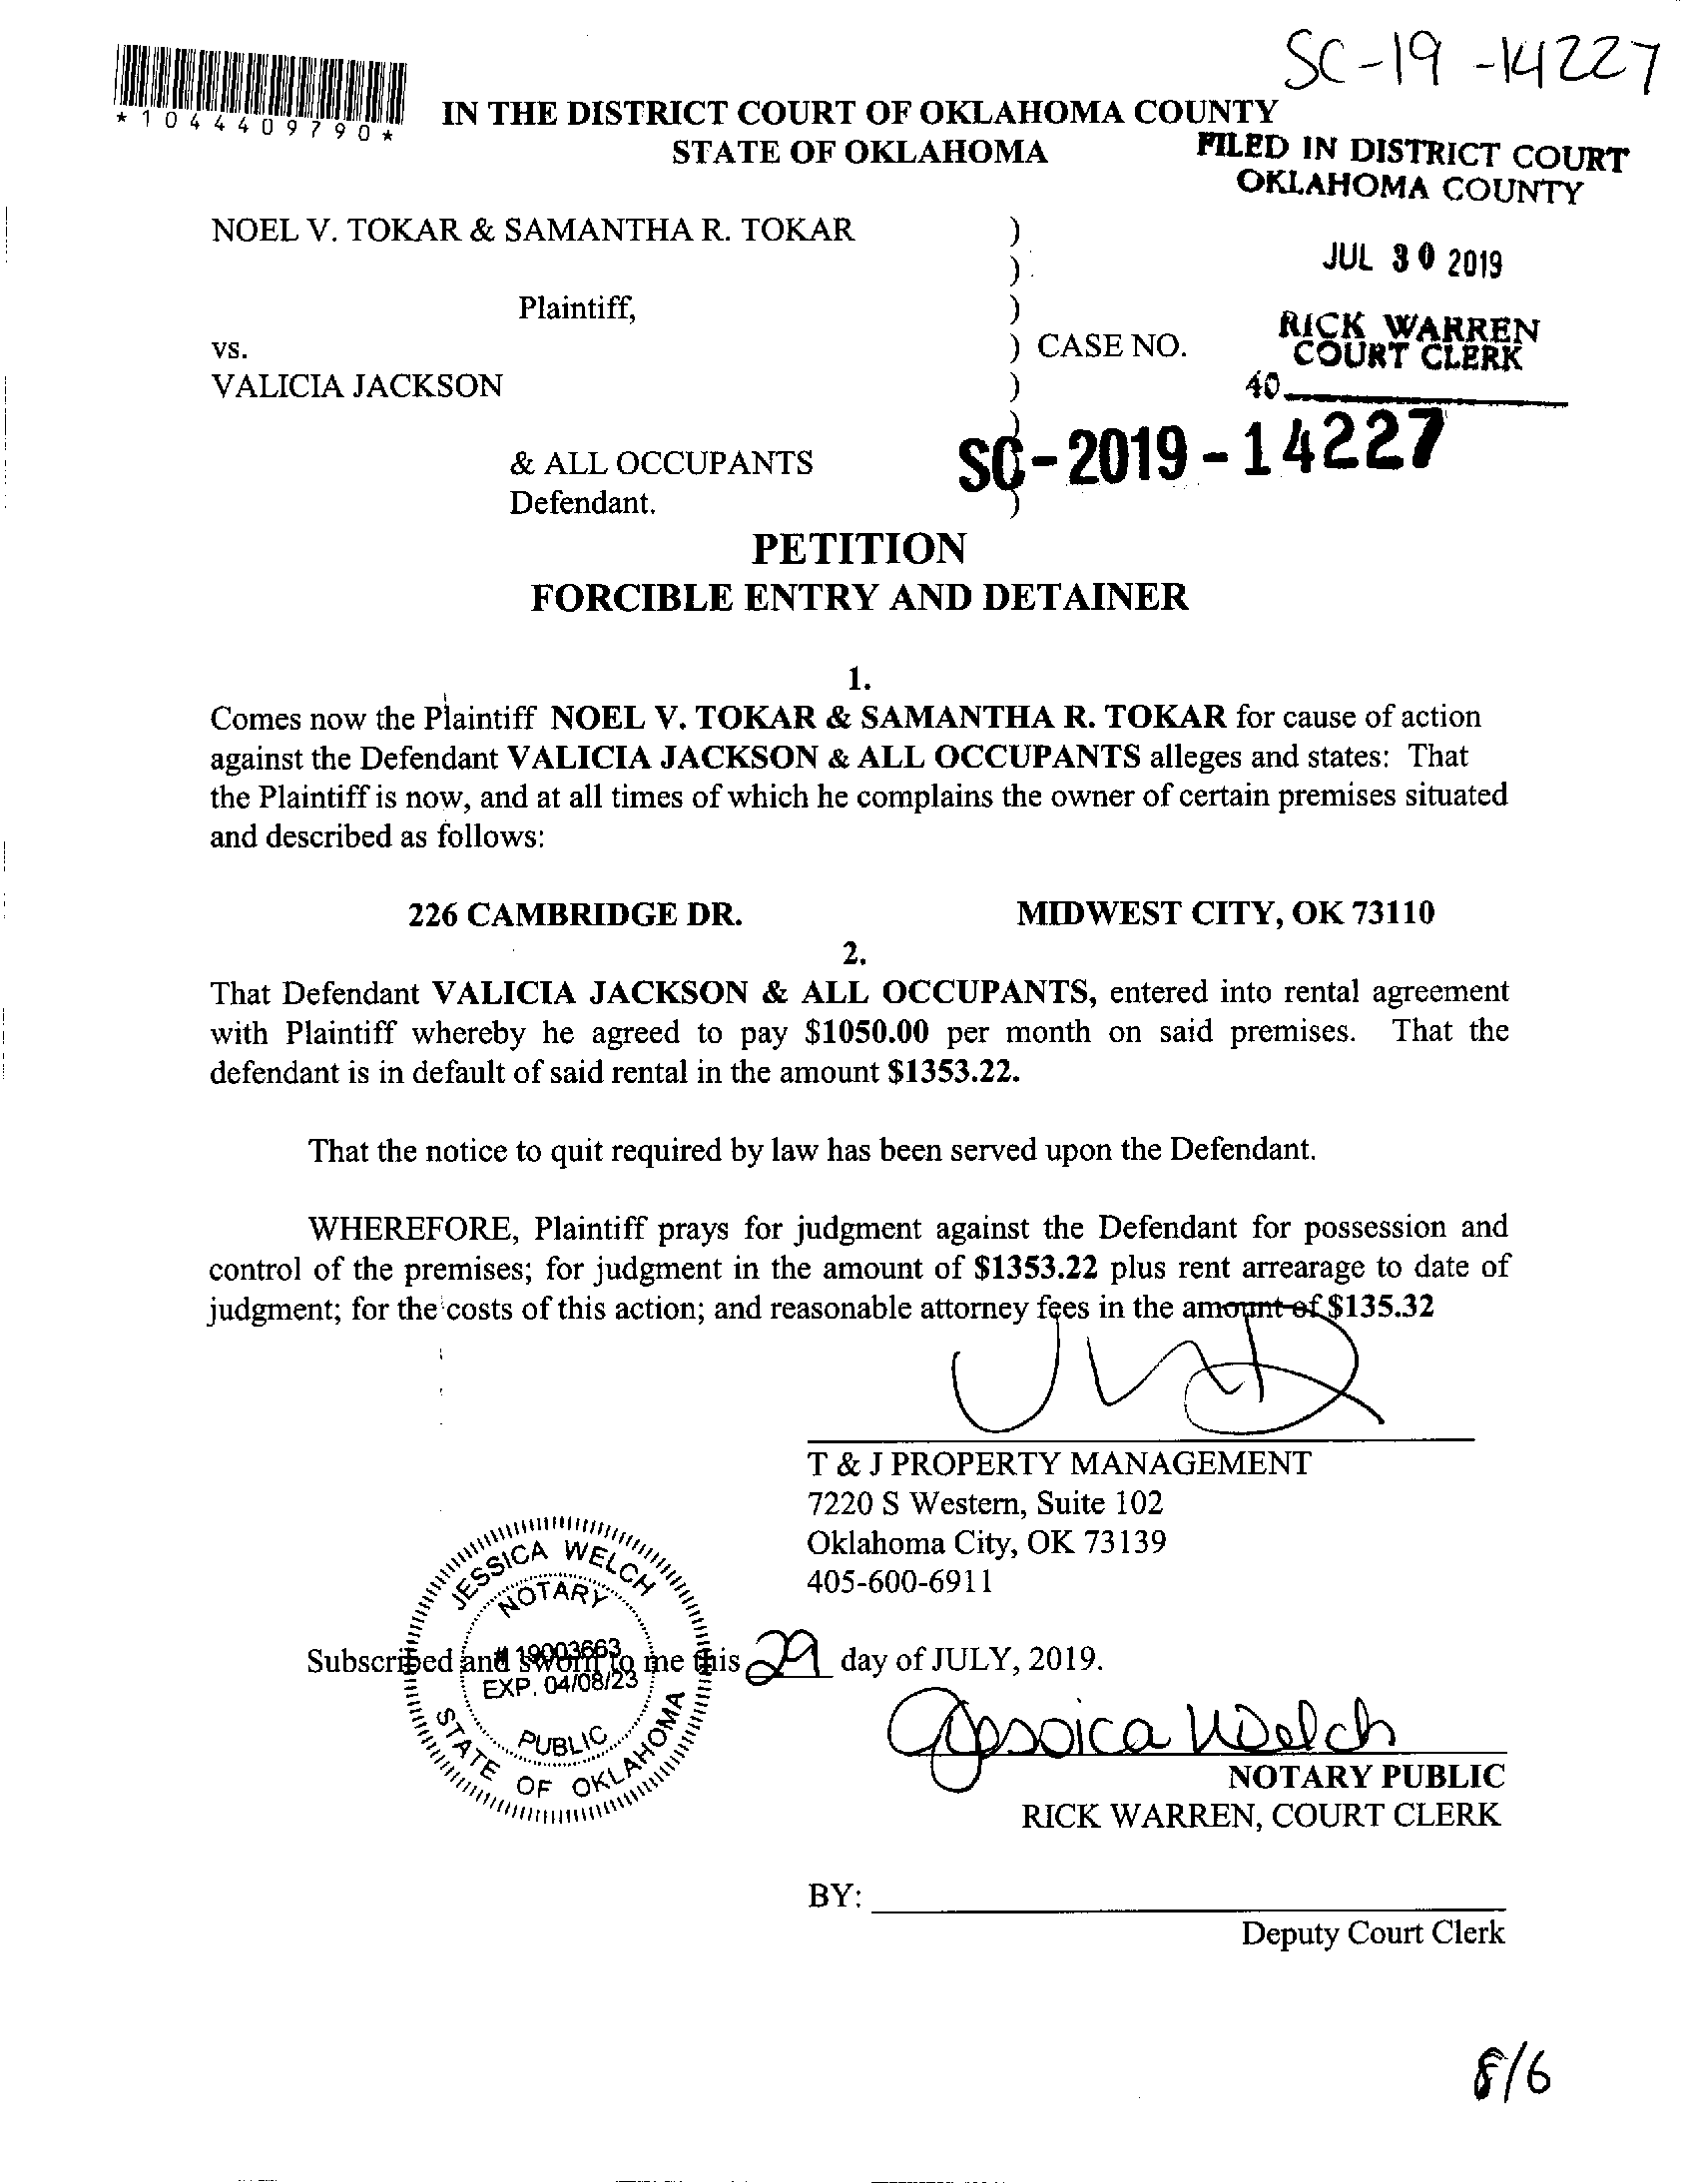 SC-19-14227
*1044409790*
IN THE DISTRICT COURT OF OKLAHOMA COUNTY
STATE OF OKLAHOMA
FILED IN DISTRICT COURT
OKLAHOMA COUNTY
NOEL V. TOKAR & SAMANTHA R. TOKAR )
)
JUL 30 2019
Plaintiff, )
RICK WARREN
COURT CLERK
vs. ) CASE NO.
VALICIA JACKSON )
40
)
& ALL OCCUPANTS
SC-2019-14227
Defendant. )
PETITION
FORCIBLE ENTRY AND DETAINER
1.
Comes now the Plaintiff NOEL V. TOKAR & SAMANTHA R. TOKAR for cause of action
against the Defendant VALICIA JACKSON & ALL OCCUPANTS alleges and states: That
the Plaintiff is now, and at all times of which he complains the owner of certain premises situated
and described as follows:
226 CAMBRIDGE DR. MIDWEST CITY, OK 73110
2.
That Defendant VALICIA JACKSON & ALL OCCUPANTS, entered into rental agreement
with Plaintiff whereby he agreed to pay $1050.00 per month on said premises. That the
defendant is in default of said rental in the amount $1353.22.
That the notice to quit required by law has been served upon the Defendant.
WHEREFORE, Plaintiff prays for judgment against the Defendant for possession and
control of the premises; for judgment in the amount of $1353.22 plus rent arrearage to date of
judgment; for the costs of this action; and reasonable attorney fees in the amount of $135.32
T & J PROPERTY MANAGEMENT
7220 S Western, Suite 102
Oklahoma City, OK 73139
405-600-6911
JESSICA WELCH
NOTARY
# 19003663
EXP. 04/08/23
PUBLIC
STATE OF OKLAHOMA
Subscribed and sworn to me this 29 day of JULY, 2019.
Jessica Welch
NOTARY PUBLIC
RICK WARREN, COURT CLERK
BY:
Deputy Court Clerk
8/6